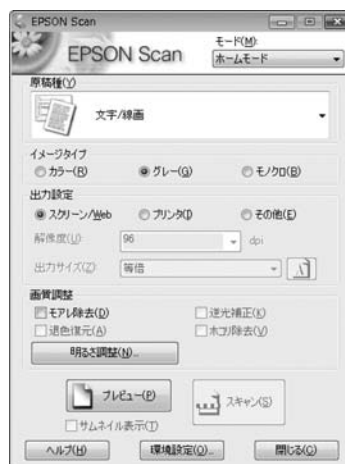 EPSON Scan
EPSON Scan
モード(M):
ホームモード
原稿種(Y)
文字/線画
イメージタイプ
カラー(R) グレー(G) モノクロ(B)
出力設定
スクリーン/Web プリンタ(I) その他(E)
解像度(U): 96 dpi
出力サイズ(Z): 等倍
画質調整
モアレ除去(D) 逆光補正(K)
退色復元(A) ホコリ除去(V)
明るさ調整(N)...
プレビュー(P) スキャン(S)
サムネイル表示(T)
ヘルプ(H) 環境設定(O)... 閉じる(C)